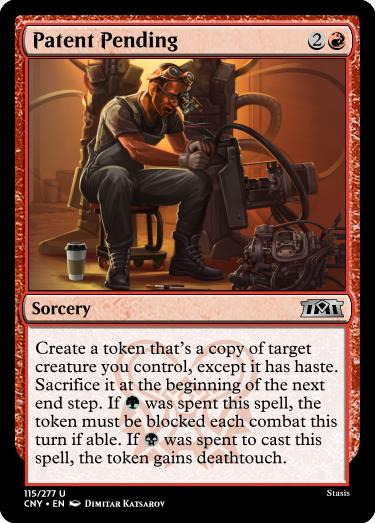 Patent Pending 2
Sorcery
Create a token that's a copy of target
creature you control, except it has haste.
Sacrifice it at the beginning of the next
end step. If was spent this spell, the
token must be blocked each combat this
turn if able. If was spent to cast this
spell, the token gains deathtouch.
115/277 U
Stasis
CNY • EN Dimitar Katsarov